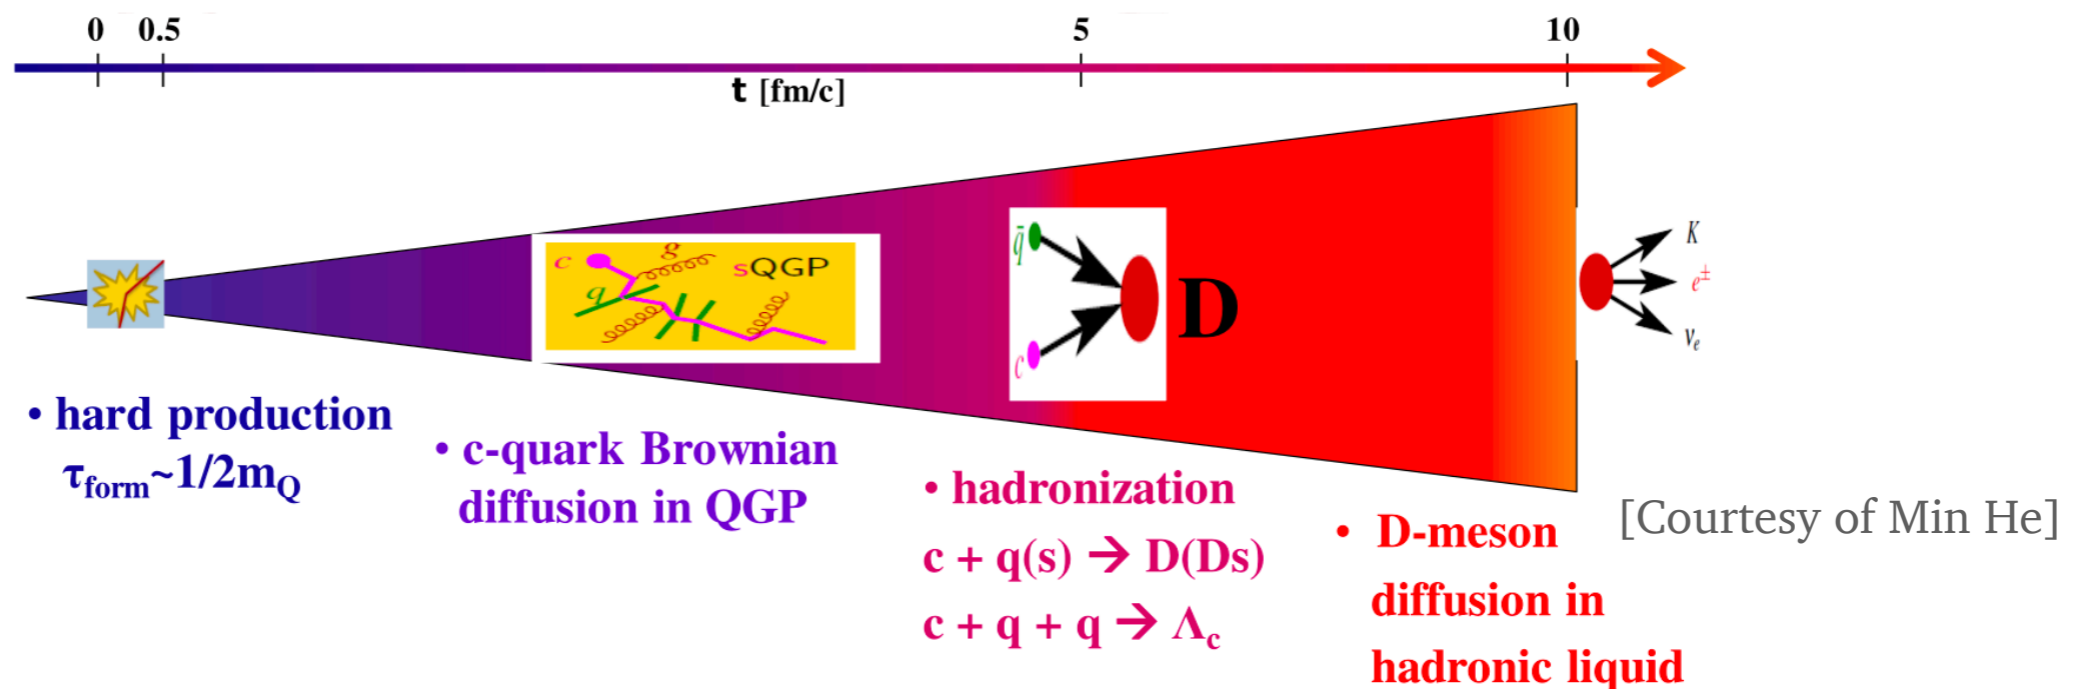 0 0.5 5 10
t [fm/c]
c g sQGP
q
q̄
c
D
K
e±
νe
• hard production
τform~1/2mQ
• c-quark Brownian
diffusion in QGP
• hadronization
c + q(s) → D(Ds)
c + q + q → Λc
• D-meson
diffusion in
hadronic liquid
[Courtesy of Min He]